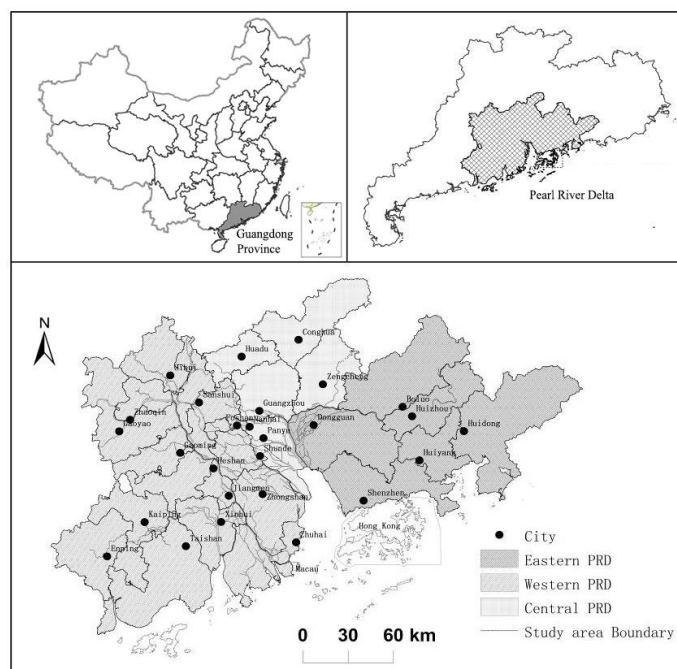 Guangdong
Province
Pearl River Delta
N
Conghua
Huadu
Sihui
Zengcheng
Sanshui
Guangzhou
Boluo
Huizhou
Zhaoqin
Gaoyao
Foshan
Nanhai
Dongguan
Huidong
Panyu
Gaoming
Shunde
Heshan
Huiyang
Jiangmen
Zhongshan
Shenzhen
Kaiping
Xinhui
Hong Kong
Taishan
Zhuhai
Enping
Macau
City
Eastern PRD
Western PRD
Central PRD
Study area Boundary
0 30 60 km